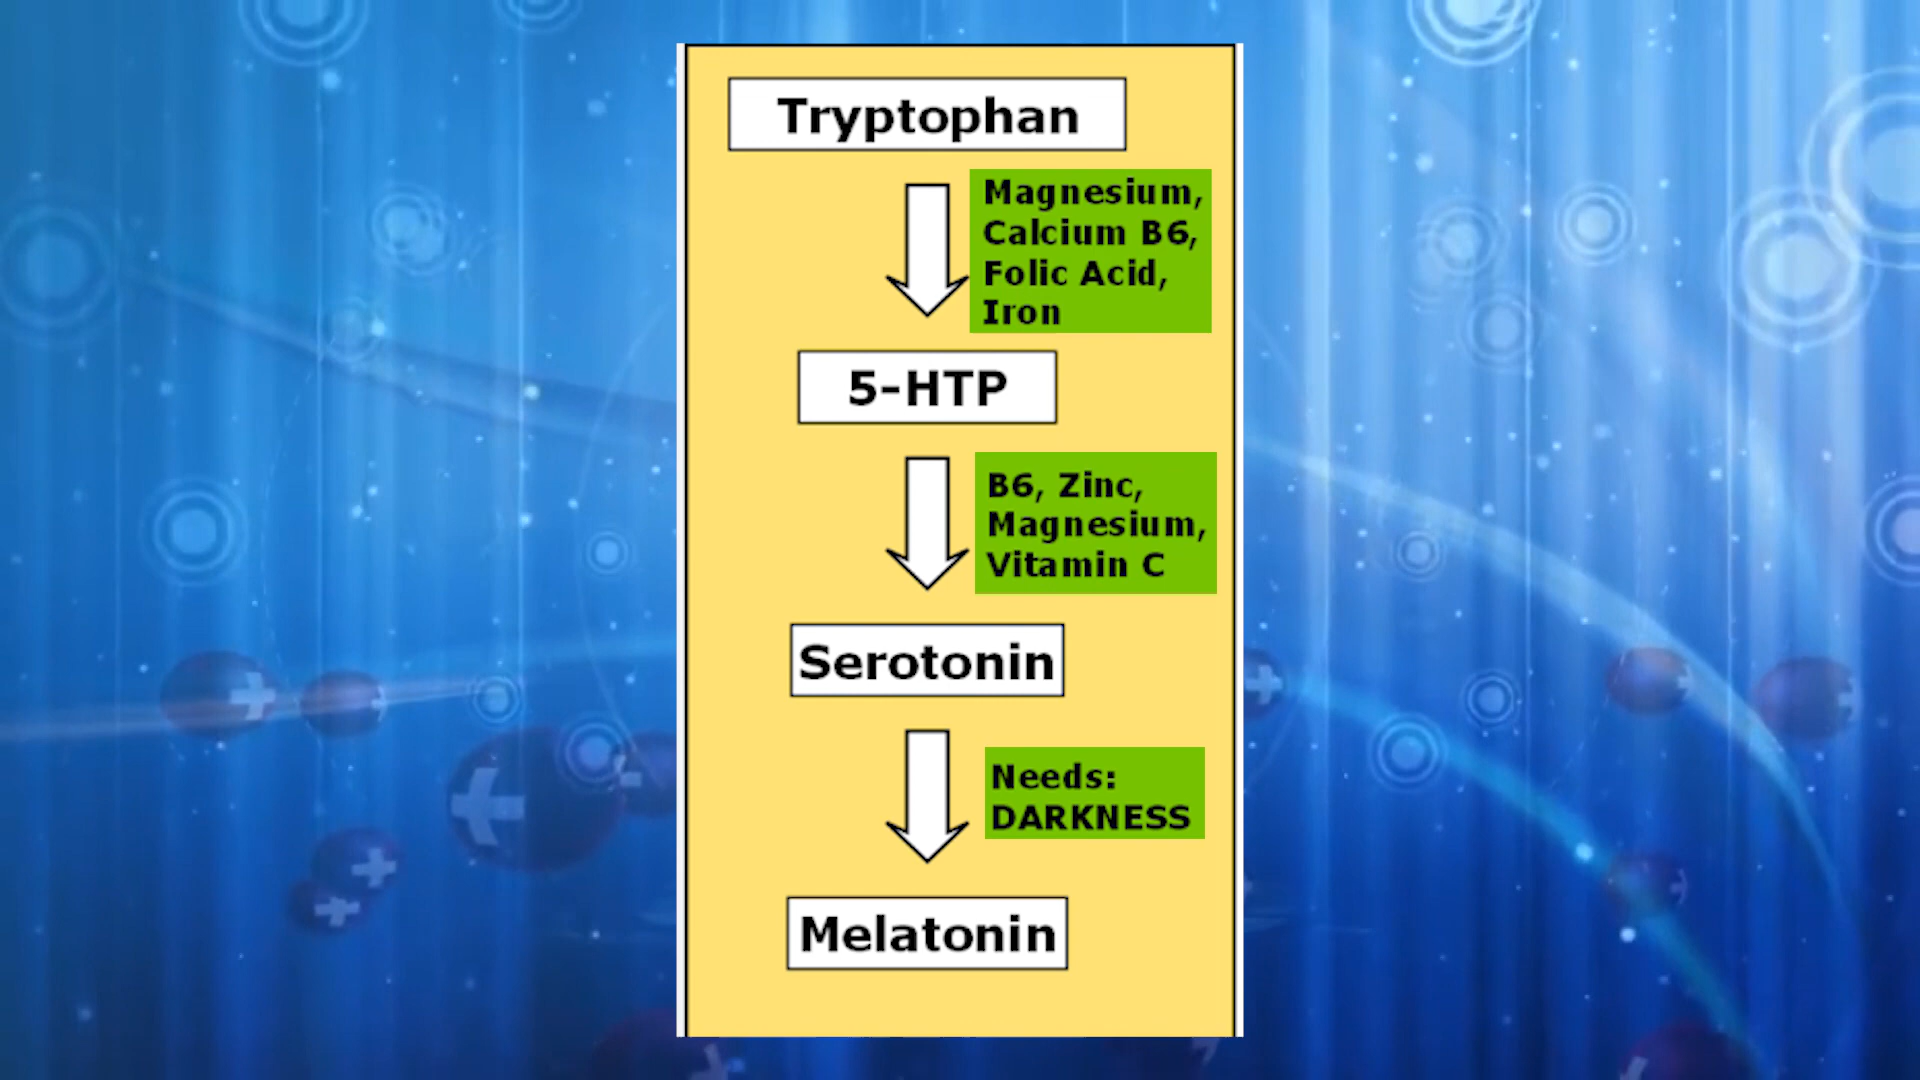 Tryptophan
Magnesium,
Calcium B6,
Folic Acid,
Iron
5-HTP
B6, Zinc,
Magnesium,
Vitamin C
Serotonin
Needs:
DARKNESS
Melatonin